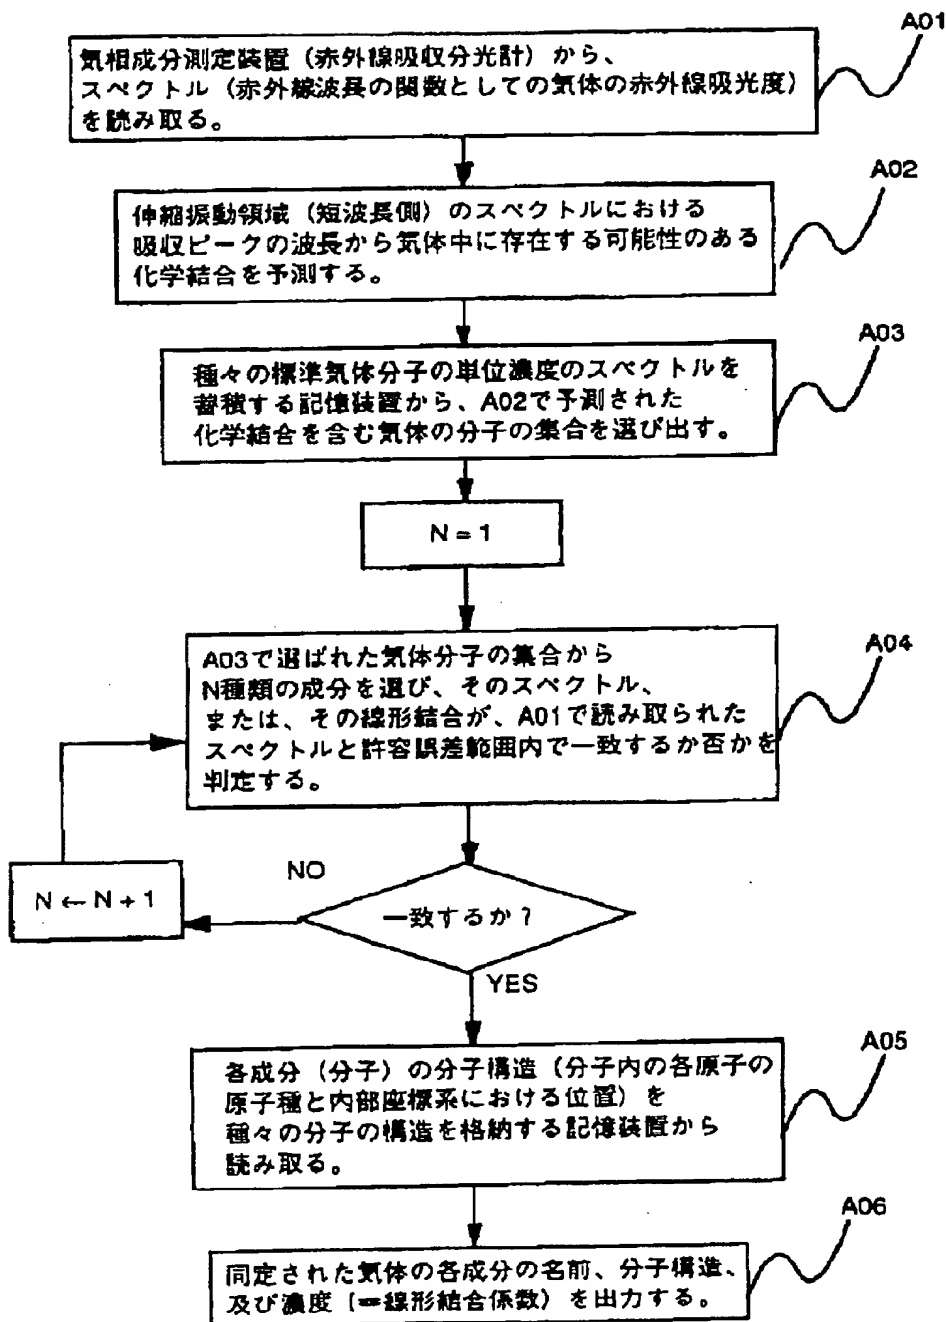 A01
気相成分測定装置（赤外線吸収分光計）から、
スペクトル（赤外線波長の関数としての気体の赤外線吸光度）
を読み取る。
A02
伸縮振動領域（短波長側）のスペクトルにおける
吸収ピークの波長から気体中に存在する可能性のある
化学結合を予測する。
A03
種々の標準気体分子の単位濃度のスペクトルを
蓄積する記憶装置から、A02で予測された
化学結合を含む気体の分子の集合を選び出す。
N = 1
A04
A03で選ばれた気体分子の集合から
N種類の成分を選び、そのスペクトル、
または、その線形結合が、A01で読み取られた
スペクトルと許容誤差範囲内で一致するか否かを
判定する。
NO
N ← N + 1
一致するか？
YES
A05
各成分（分子）の分子構造（分子内の各原子の
原子種と内部座標系における位置）を
種々の分子の構造を格納する記憶装置から
読み取る。
A06
同定された気体の各成分の名前、分子構造、
及び濃度（＝線形結合係数）を出力する。